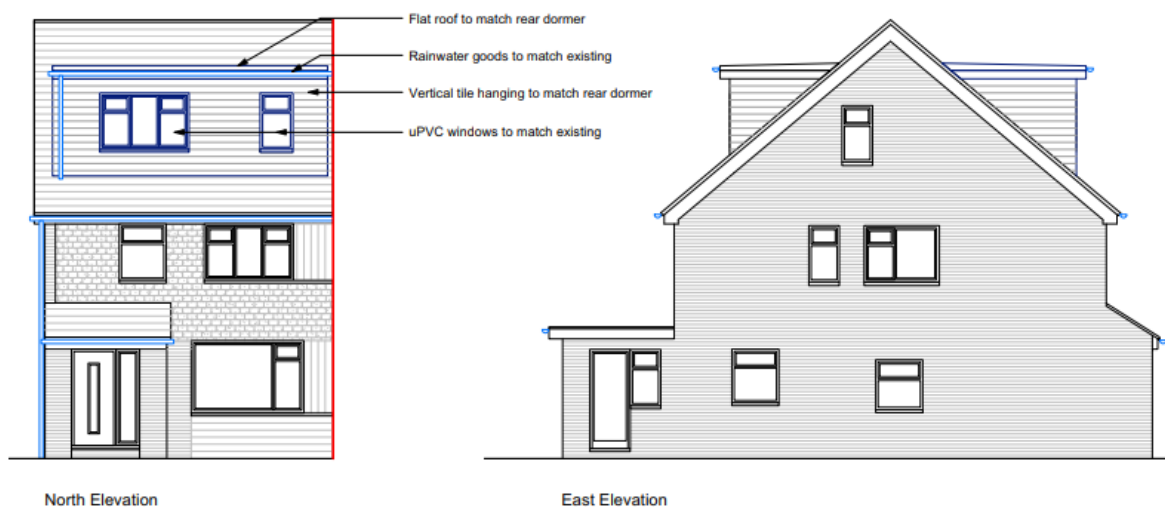 Flat roof to match rear dormer
Rainwater goods to match existing
Vertical tile hanging to match rear dormer
uPVC windows to match existing
North Elevation
East Elevation